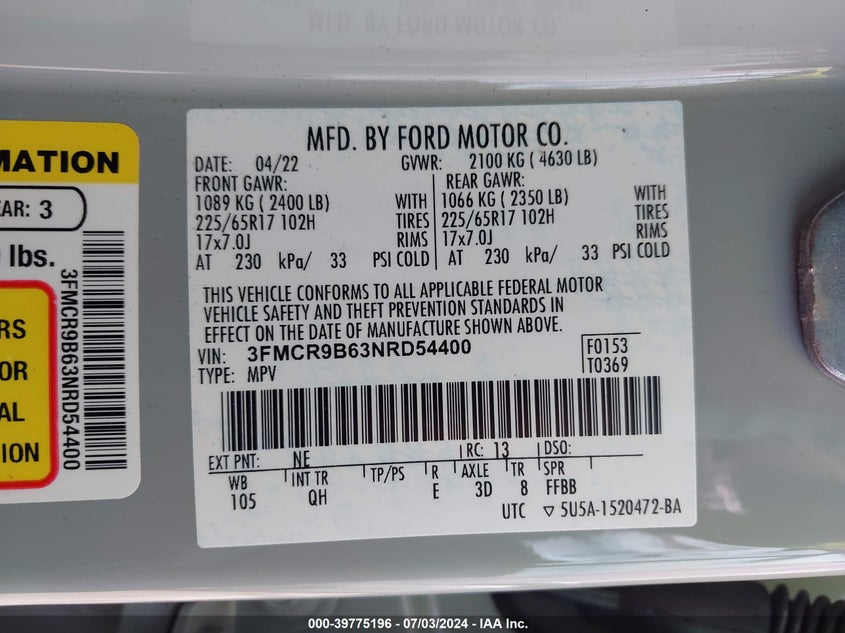 MFD. BY FORD MOTOR CO.
MFD. BY FORD MOTOR CO.
DATE: 04/22 GVWR: 2100 KG ( 4630 LB)
FRONT GAWR: REAR GAWR:
1089 KG ( 2400 LB) WITH 1066 KG ( 2350 LB) WITH
225/65R17 102H TIRES 225/65R17 102H TIRES
17x7.0J RIMS 17x7.0J RIMS
AT 230 kPa/ 33 PSI COLD AT 230 kPa/ 33 PSI COLD
THIS VEHICLE CONFORMS TO ALL APPLICABLE FEDERAL MOTOR
VEHICLE SAFETY AND THEFT PREVENTION STANDARDS IN
EFFECT ON THE DATE OF MANUFACTURE SHOWN ABOVE.
VIN: 3FMCR9B63NRD54400 F0153
TYPE: MPV T0369
EXT PNT: NE RC: 13 DSO:
WB INT TR TP/PS R AXLE TR SPR
105 QH E 3D 8 FFBB
UTC ▽ 5U5A-1520472-BA
MATION
EAR: 3
lbs.
3FMCR9B63NRD54400
RS
OR
AL
ION
000-39775196 - 07/03/2024 - IAA Inc.